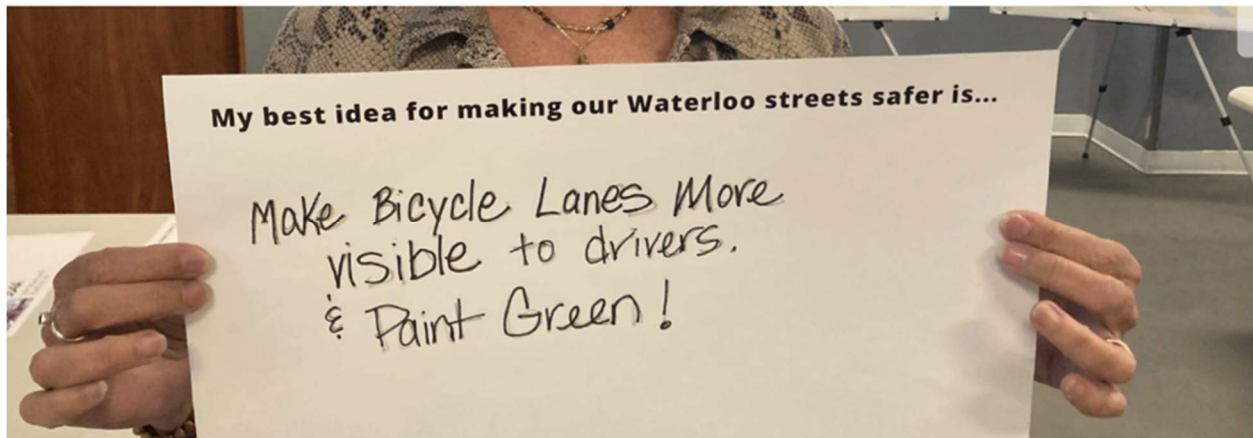 My best idea for making our Waterloo streets safer is...
Make Bicycle Lanes More
visible to drivers.
& Paint Green!